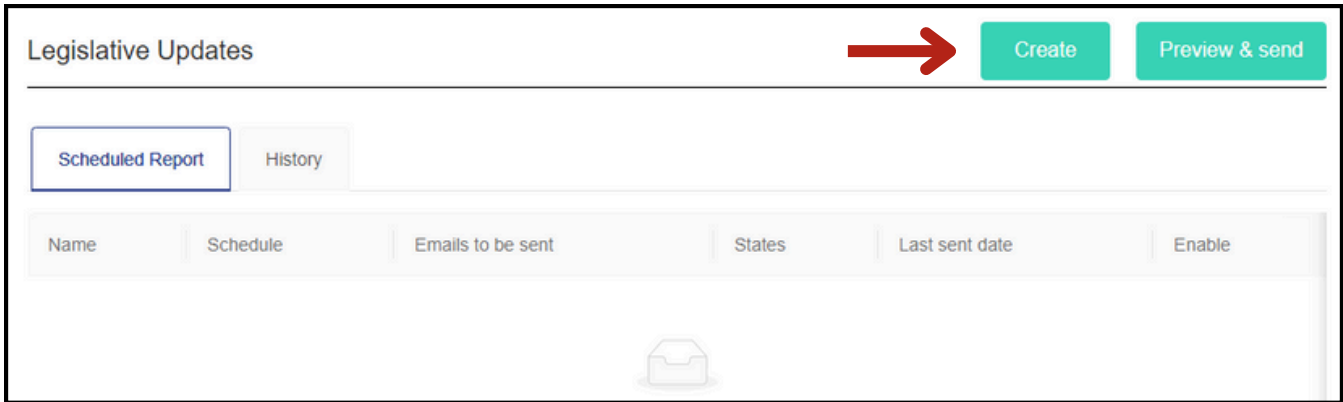 Legislative Updates Create Preview & send
Scheduled Report History
Name Schedule Emails to be sent States Last sent date Enable